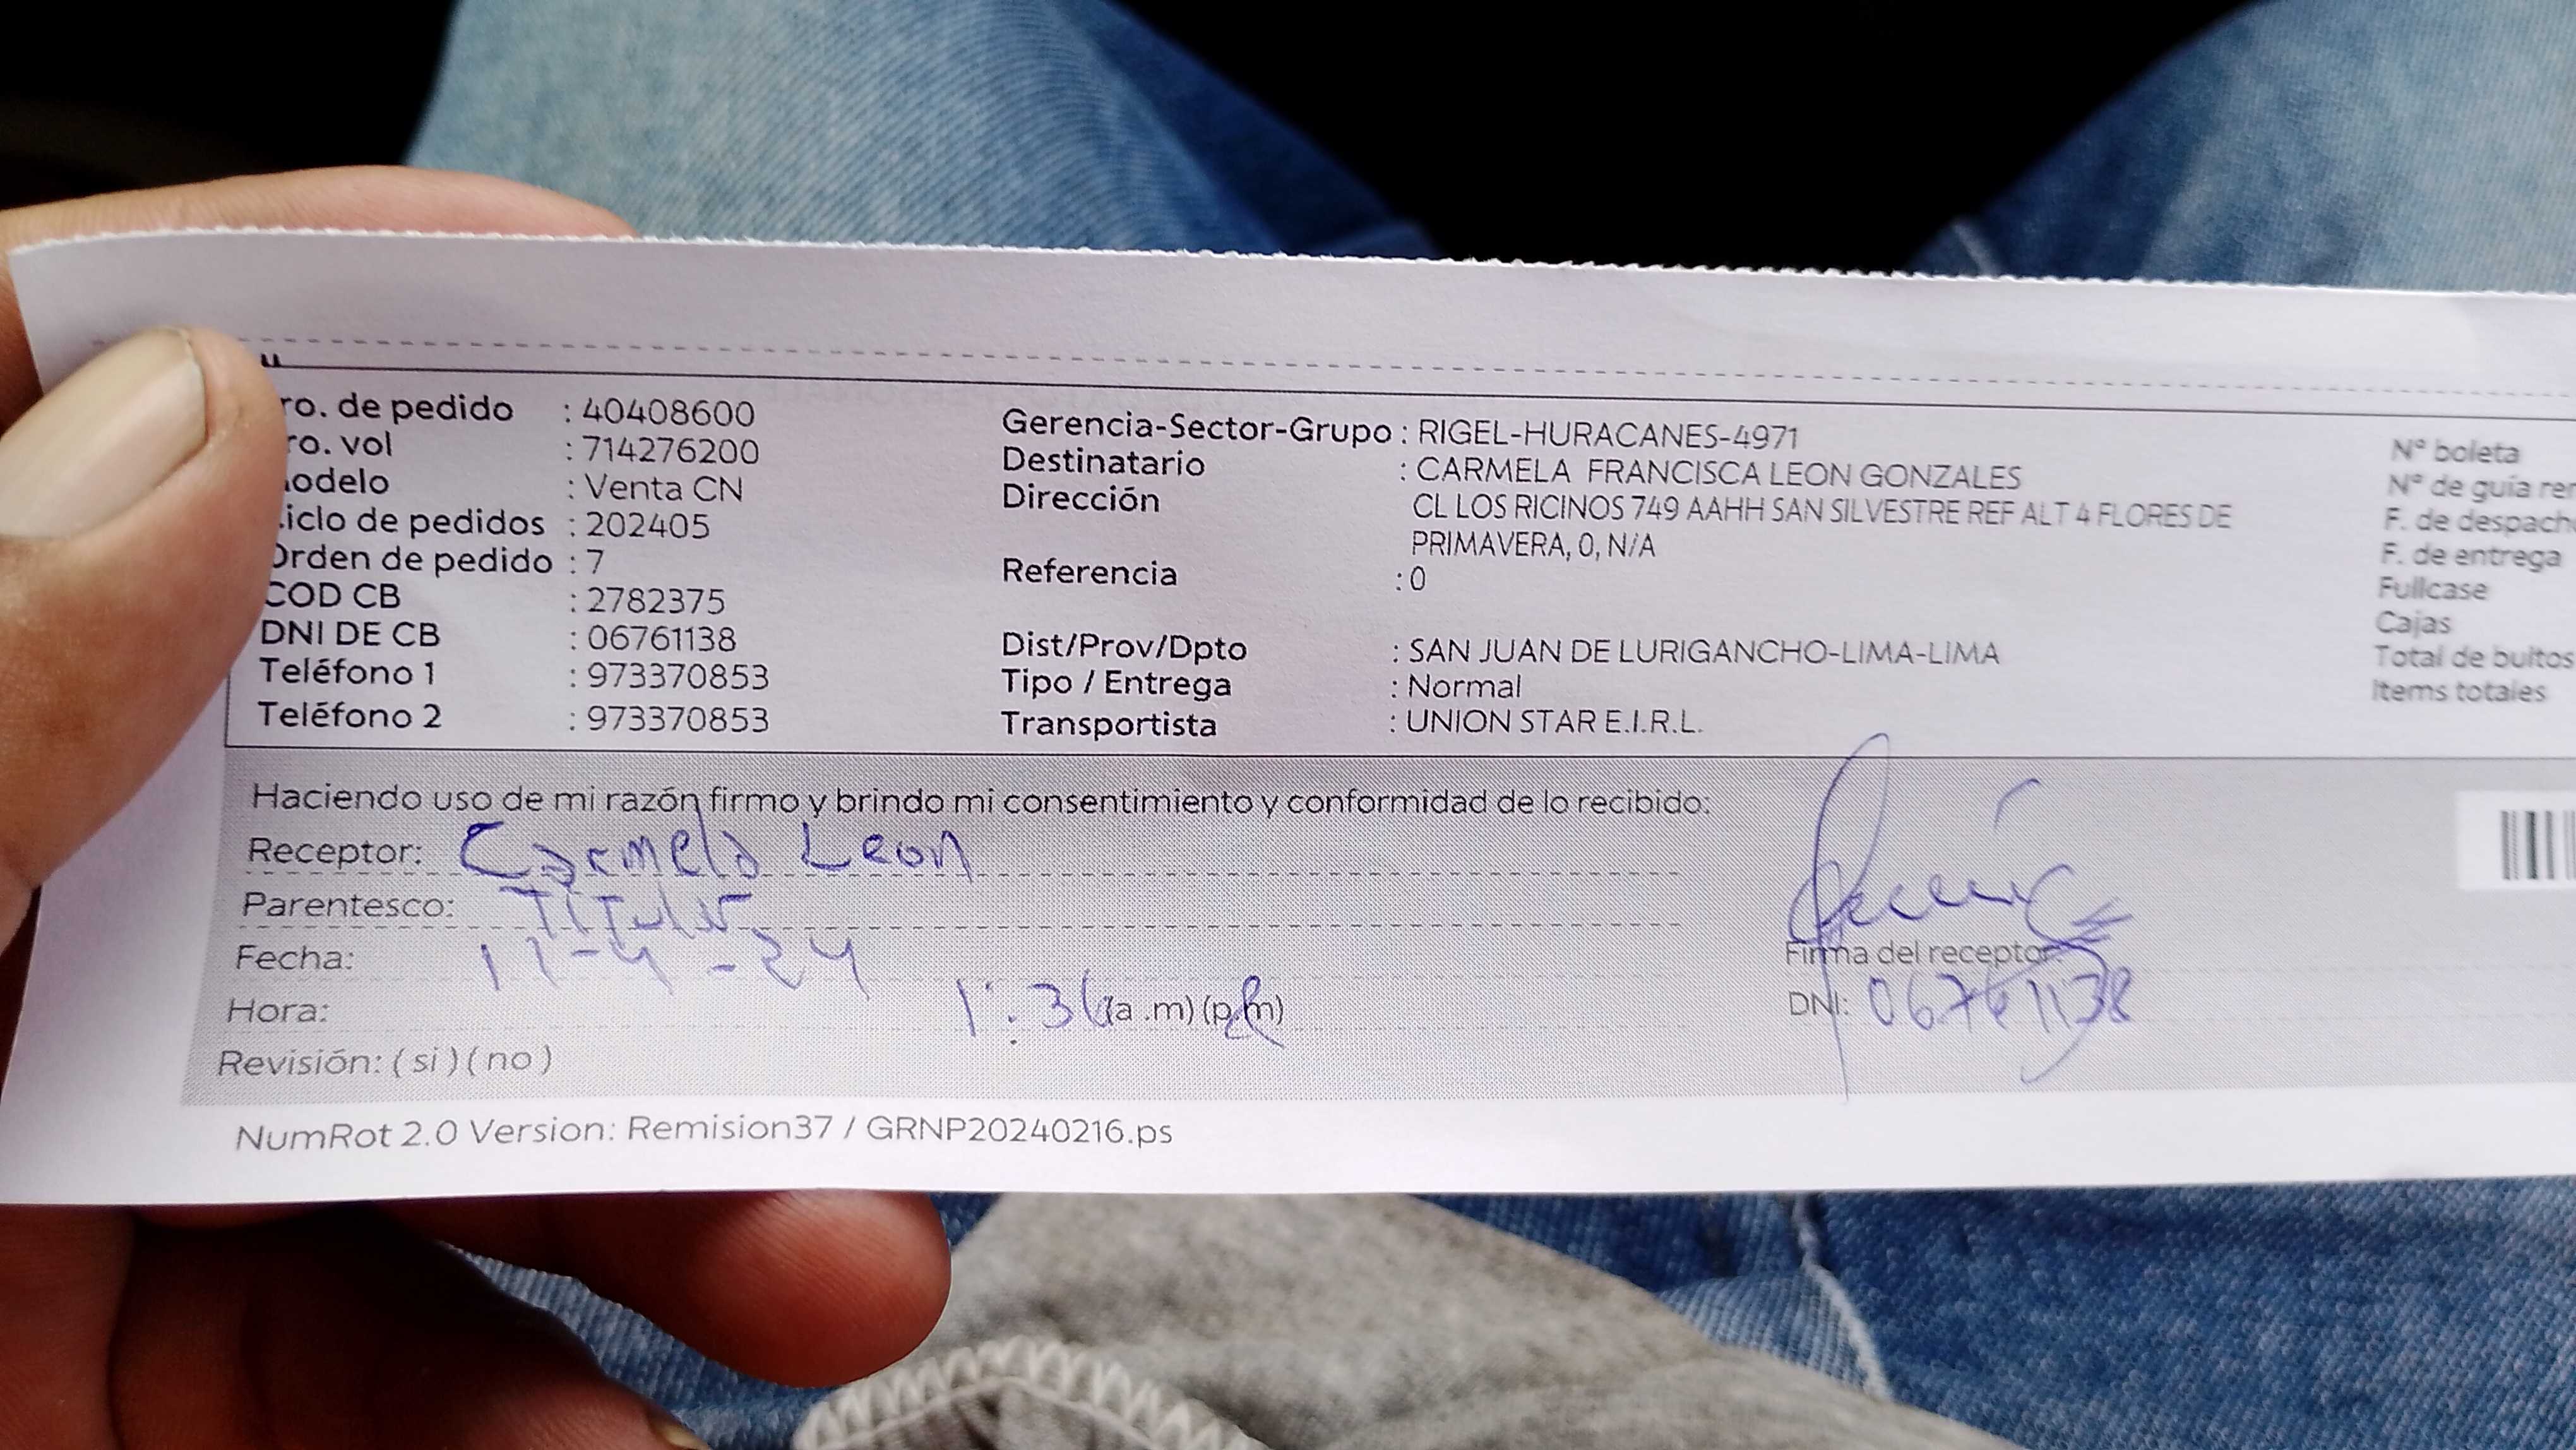 ro. de pedido : 40408600
ro. vol : 714276200
odelo : Venta CN
iclo de pedidos : 202405
Orden de pedido : 7
COD CB : 2782375
DNI DE CB : 06761138
Teléfono 1 : 973370853
Teléfono 2 : 973370853
Gerencia-Sector-Grupo : RIGEL-HURACANES-4971
Destinatario : CARMELA FRANCISCA LEON GONZALES
Dirección CL LOS RICINOS 749 AAHH SAN SILVESTRE REF ALT 4 FLORES DE
PRIMAVERA, 0, N/A
Referencia : 0
Dist/Prov/Dpto : SAN JUAN DE LURIGANCHO-LIMA-LIMA
Tipo / Entrega : Normal
Transportista : UNION STAR E.I.R.L.
N° boleta
N° de guía rem
F. de despach
F. de entrega
Fullcase
Cajas
Total de bultos
Items totales
Haciendo uso de mi razón firmo y brindo mi consentimiento y conformidad de lo recibido:
Receptor: Carmela Leon
Parentesco: Titular
Fecha: 11-4-24
Hora: (a .m) (p.m)
Revisión: ( si ) ( no )
Firma del receptor
DNI: 06761138
NumRot 2.0 Version: Remision37 / GRNP20240216.ps